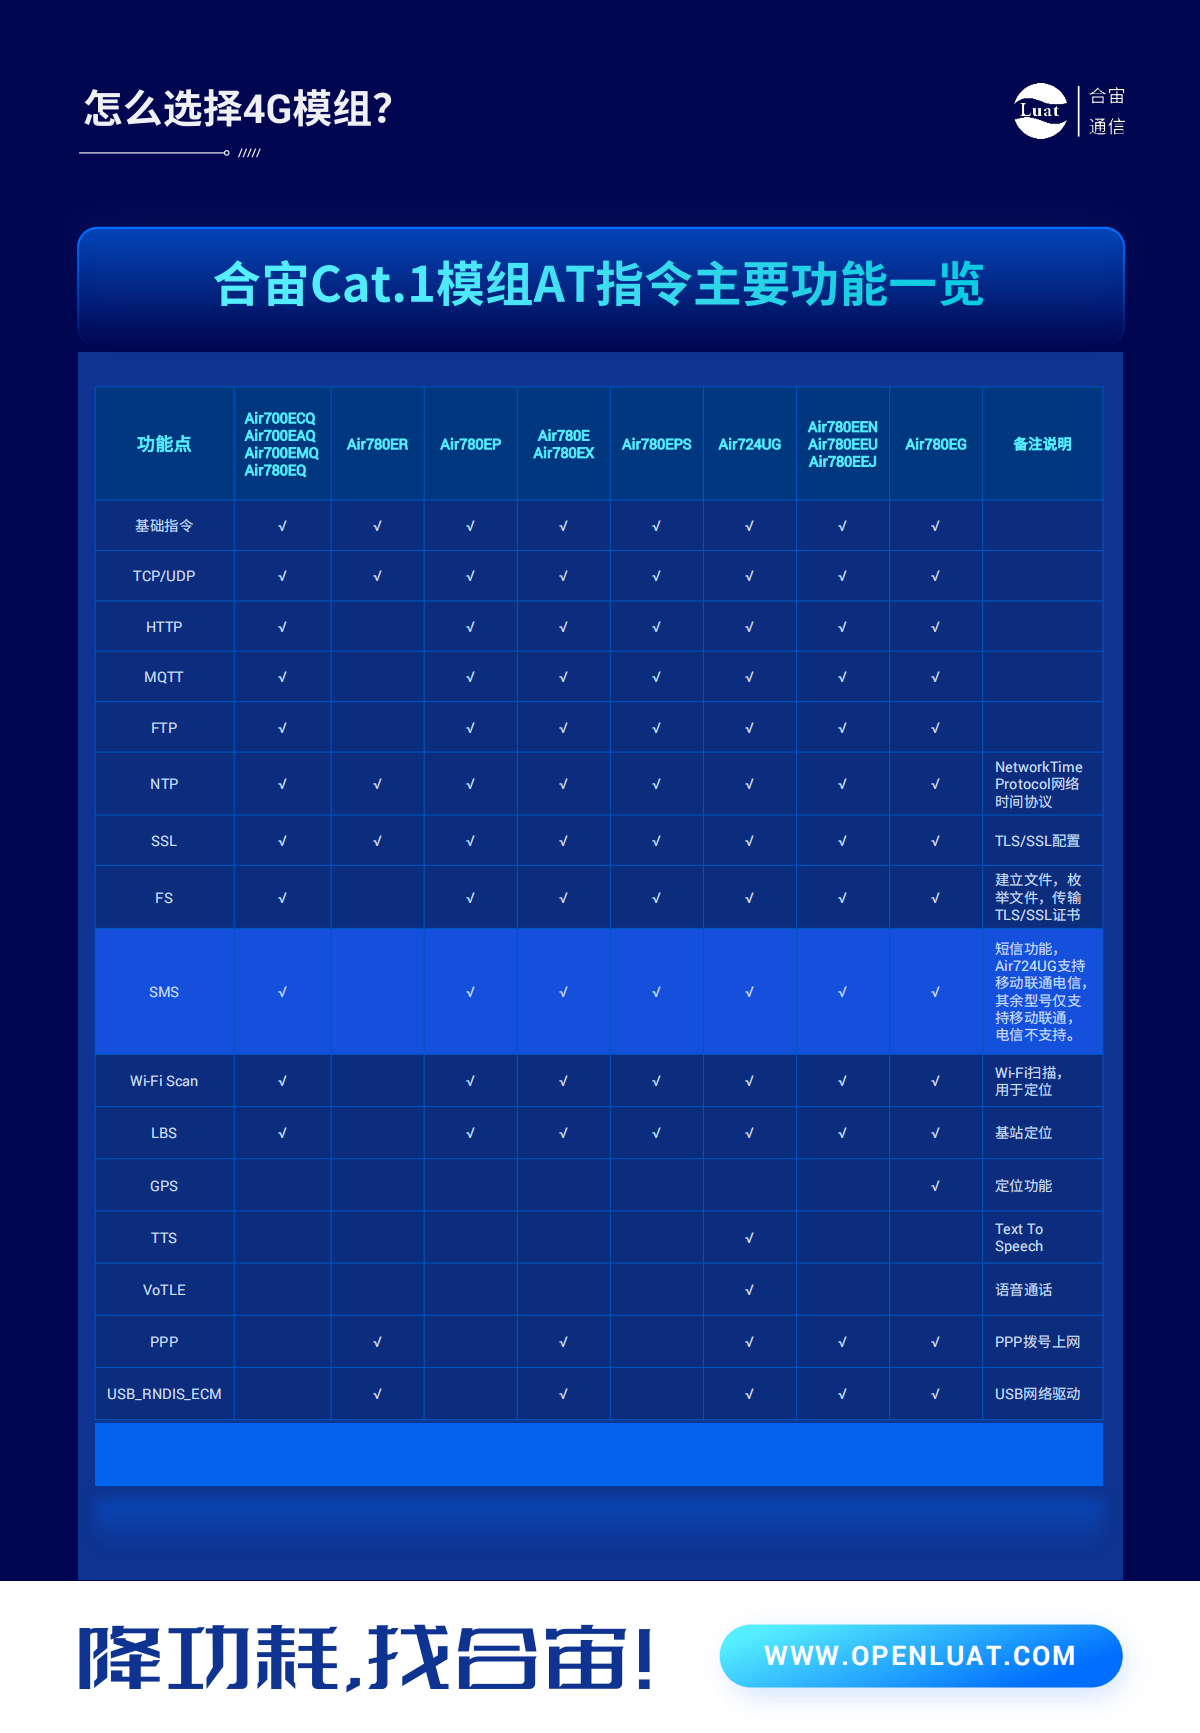 怎么选择4G模组?
Luat
合宙
通信
合宙Cat.1模组AT指令主要功能一览
功能点
Air700ECQ
Air700EAQ
Air700EMQ
Air780EQ
Air780ER
Air780EP
Air780E
Air780EX
Air780EPS
Air724UG
Air780EEN
Air780EEU
Air780EEJ
Air780EG
备注说明
基础指令 √ √ √ √ √ √ √ √
TCP/UDP √ √ √ √ √ √ √ √
HTTP √ √ √ √ √ √ √
MQTT √ √ √ √ √ √ √
FTP √ √ √ √ √ √ √
NTP √ √ √ √ √ √ √ √
NetworkTime
Protocol网络
时间协议
SSL √ √ √ √ √ √ √ √ TLS/SSL配置
FS √ √ √ √ √ √ √
建立文件，枚
举文件，传输
TLS/SSL证书
SMS √ √ √ √ √ √ √
短信功能，
Air724UG支持
移动联通电信，
其余型号仅支
持移动联通，
电信不支持。
Wi-Fi Scan √ √ √ √ √ √ √
Wi-Fi扫描，
用于定位
LBS √ √ √ √ √ √ √ 基站定位
GPS √ 定位功能
TTS √
Text To
Speech
VoTLE √ 语音通话
PPP √ √ √ √ √ PPP拨号上网
USB_RNDIS_ECM √ √ √ √ √ USB网络驱动
降功耗,找合宙!
WWW.OPENLUAT.COM